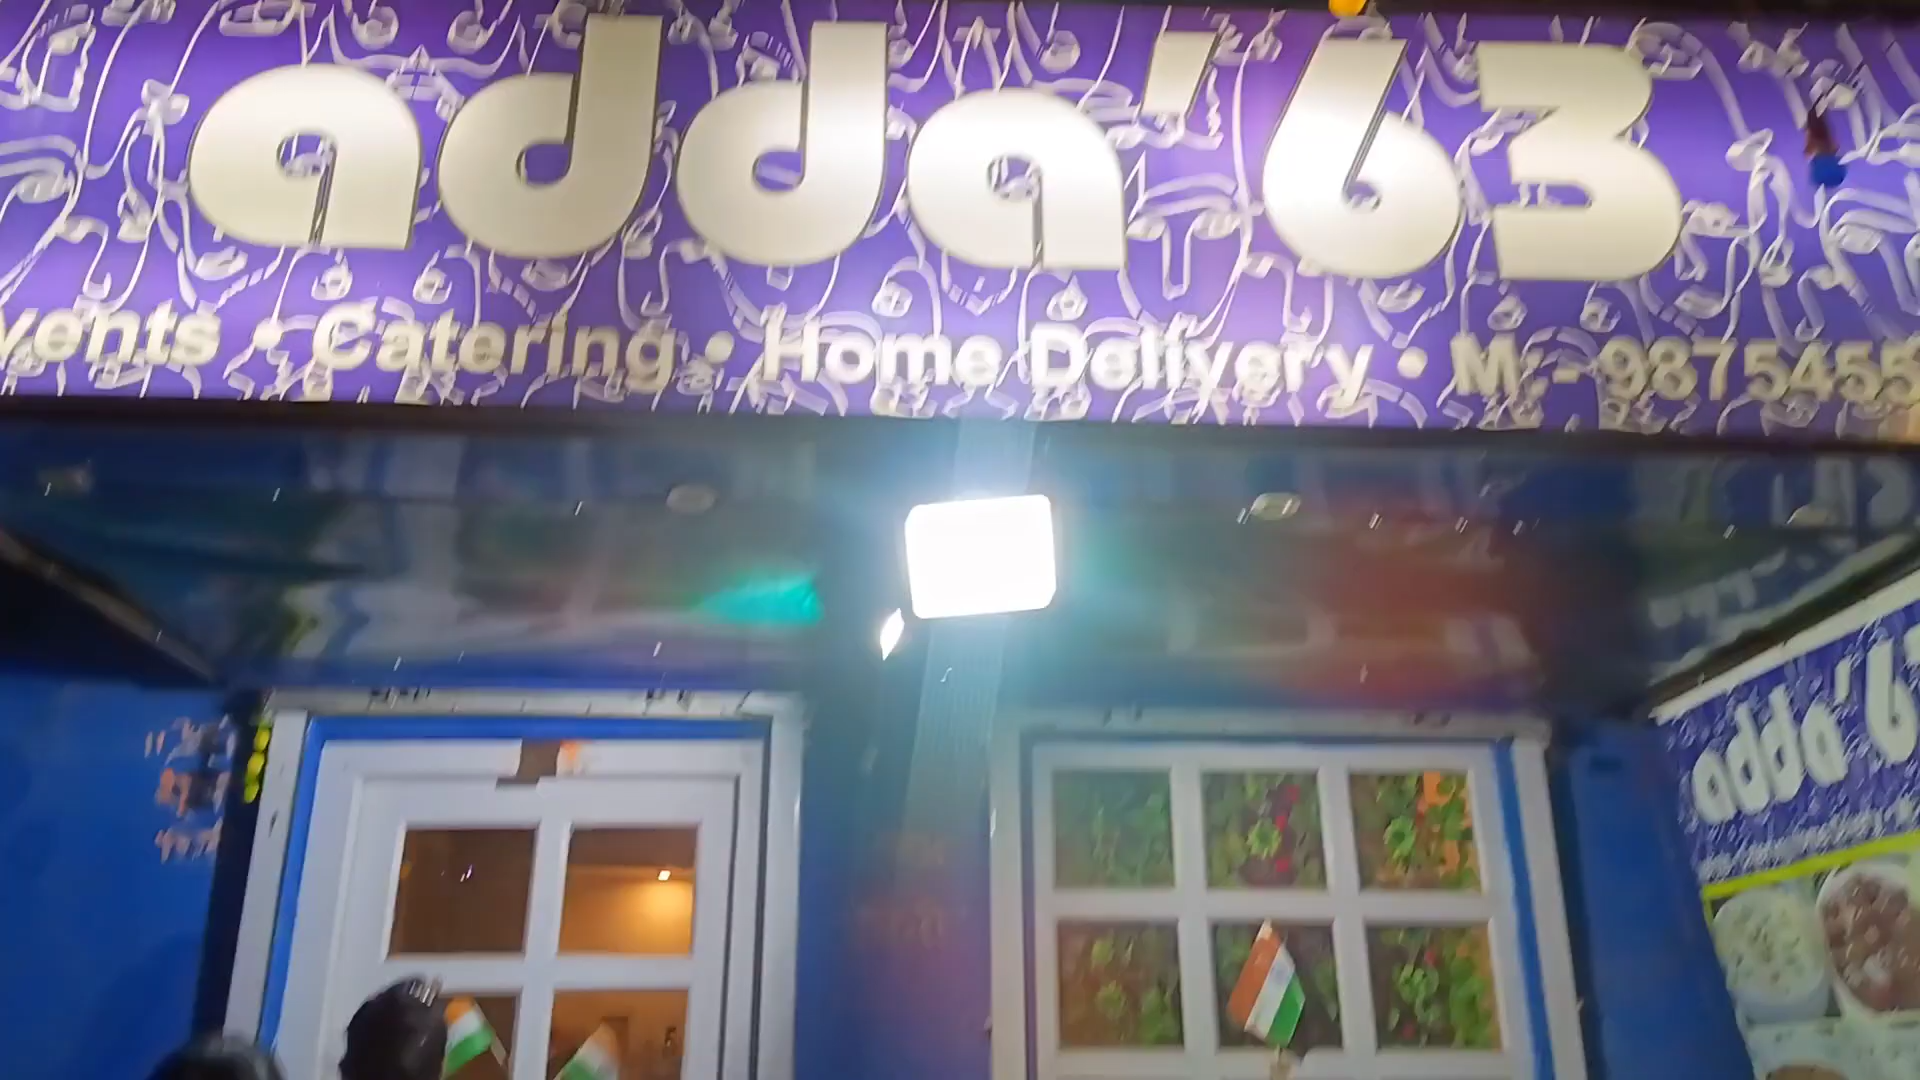 adda'63
vents • Catering • Home Delivery • M:- 9875455
adda '6